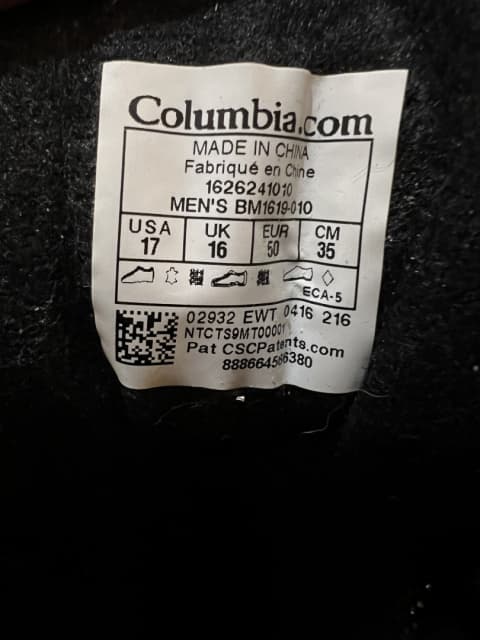 Columbia.com
MADE IN CHINA
Fabriqué en Chine
1626241010
MEN'S BM1619-010
USA UK EUR CM
17 16 50 35
ECA-5
02932 EWT 0416 216
NTCTS9MT00001
Pat CSCPatents.com
888664586380